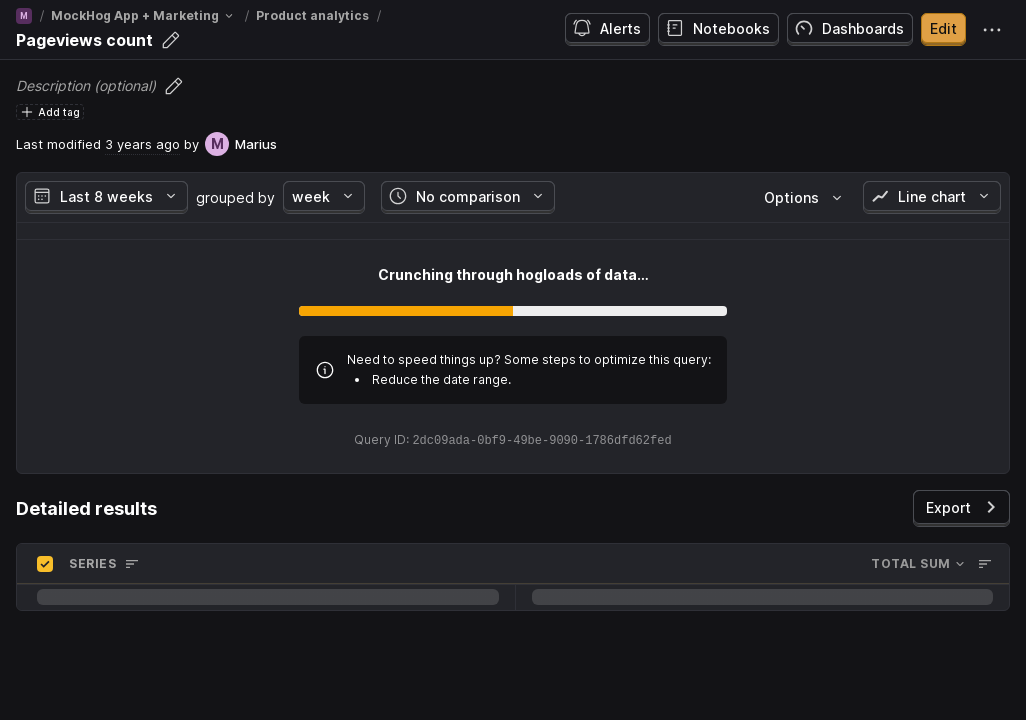 M / MockHog App + Marketing / Product analytics /
Pageviews count
Alerts Notebooks Dashboards Edit
Description (optional)
Add tag
Last modified 3 years ago by M Marius
Last 8 weeks grouped by week No comparison Options Line chart
Crunching through hogloads of data...
Need to speed things up? Some steps to optimize this query:
• Reduce the date range.
Query ID: 2dc09ada-0bf9-49be-9090-1786dfd62fed
Detailed results Export
SERIES TOTAL SUM